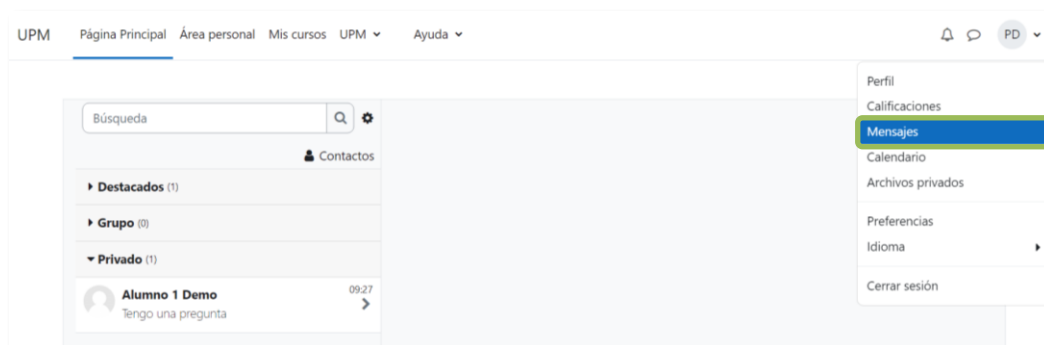 UPM Página Principal Área personal Mis cursos UPM Ayuda PD
Búsqueda
Contactos
Destacados (1)
Grupo (0)
Privado (1)
Alumno 1 Demo 09:27
Tengo una pregunta
Perfil
Calificaciones
Mensajes
Calendario
Archivos privados
Preferencias
Idioma
Cerrar sesión